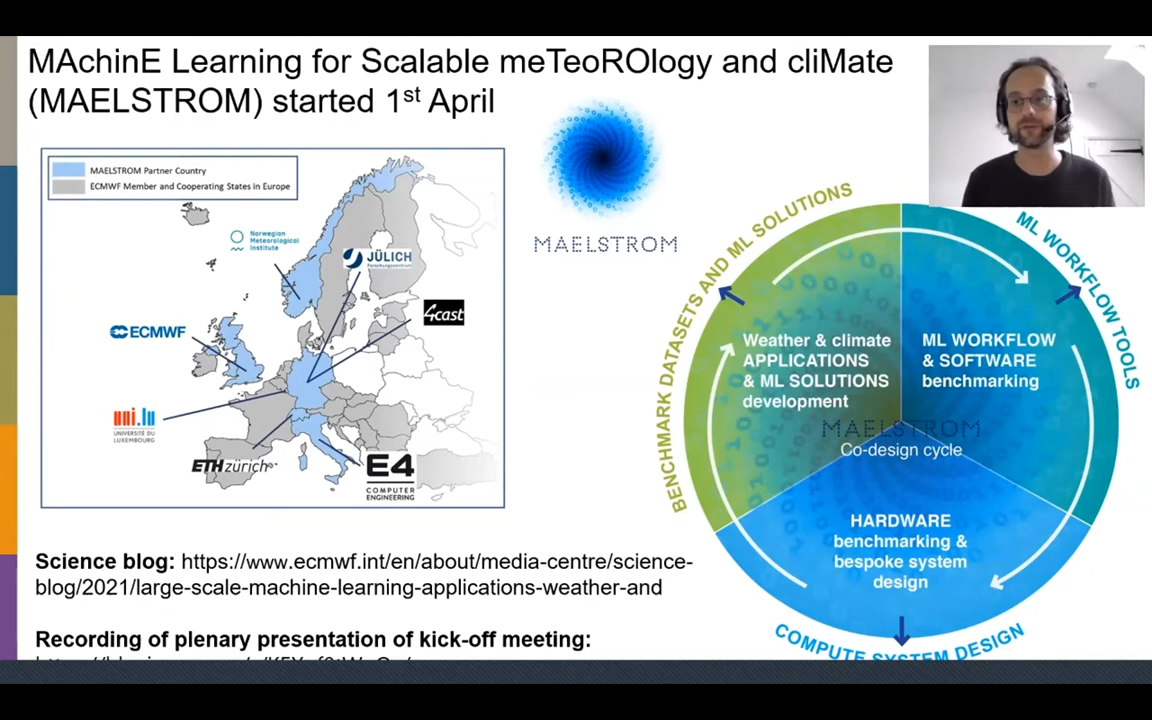 MAchinE Learning for Scalable meTeoROlogy and cliMate
(MAELSTROM) started 1st April
MAELSTROM Partner Country
ECMWF Member and Cooperating States in Europe
Norwegian
Meteorological
Institute
JÜLICH
Forschungszentrum
4cast
ECMWF
uni.lu
UNIVERSITÉ DU
LUXEMBOURG
ETH zürich
E4
COMPUTER
ENGINEERING
MAELSTROM
BENCHMARK DATASETS AND ML SOLUTIONS
ML WORKFLOW TOOLS
Weather & climate
APPLICATIONS
& ML SOLUTIONS
development
ML WORKFLOW
& SOFTWARE
benchmarking
MAELSTROM
Co-design cycle
HARDWARE
benchmarking &
bespoke system
design
COMPUTE SYSTEM DESIGN
Science blog: https://www.ecmwf.int/en/about/media-centre/science-
blog/2021/large-scale-machine-learning-applications-weather-and
Recording of plenary presentation of kick-off meeting: